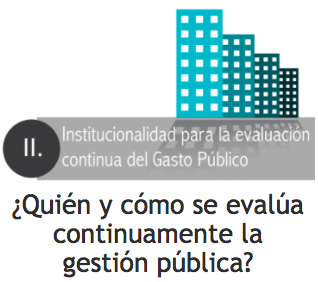 II.
Institucionalidad para la evaluación
continua del Gasto Público
¿Quién y cómo se evalúa
continuamente la
gestión pública?